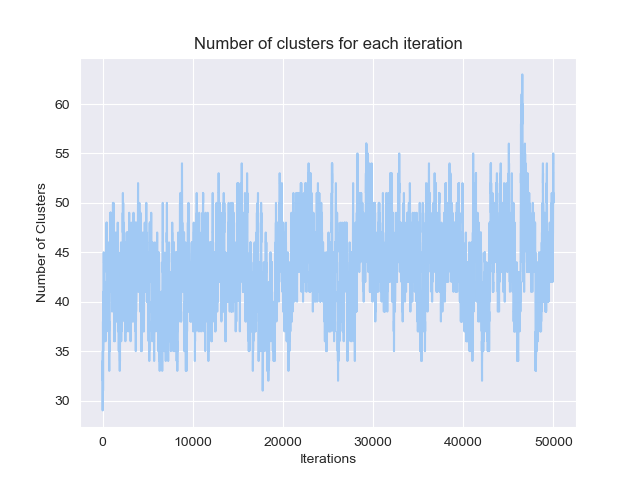 Number of clusters for each iteration
60
55
50
45
40
35
30
Number of Clusters
0 10000 20000 30000 40000 50000
Iterations